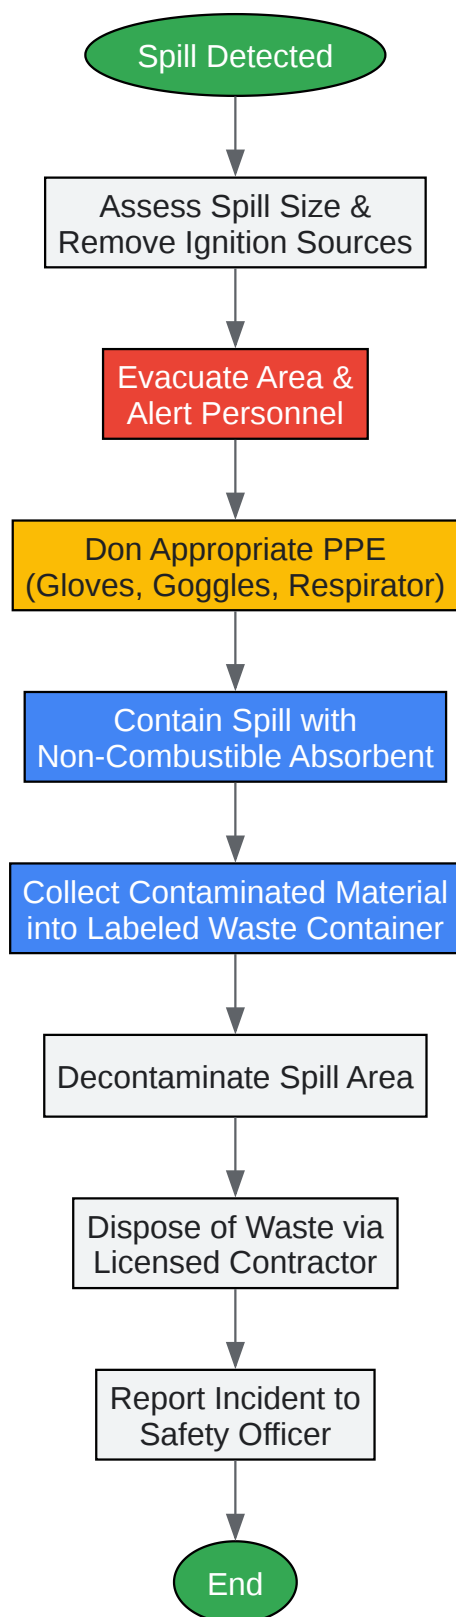 Spill Detected
Assess Spill Size &
Remove Ignition Sources
Evacuate Area &
Alert Personnel
Don Appropriate PPE
(Gloves, Goggles, Respirator)
Contain Spill with
Non-Combustible Absorbent
Collect Contaminated Material
into Labeled Waste Container
Decontaminate Spill Area
Dispose of Waste via
Licensed Contractor
Report Incident to
Safety Officer
End